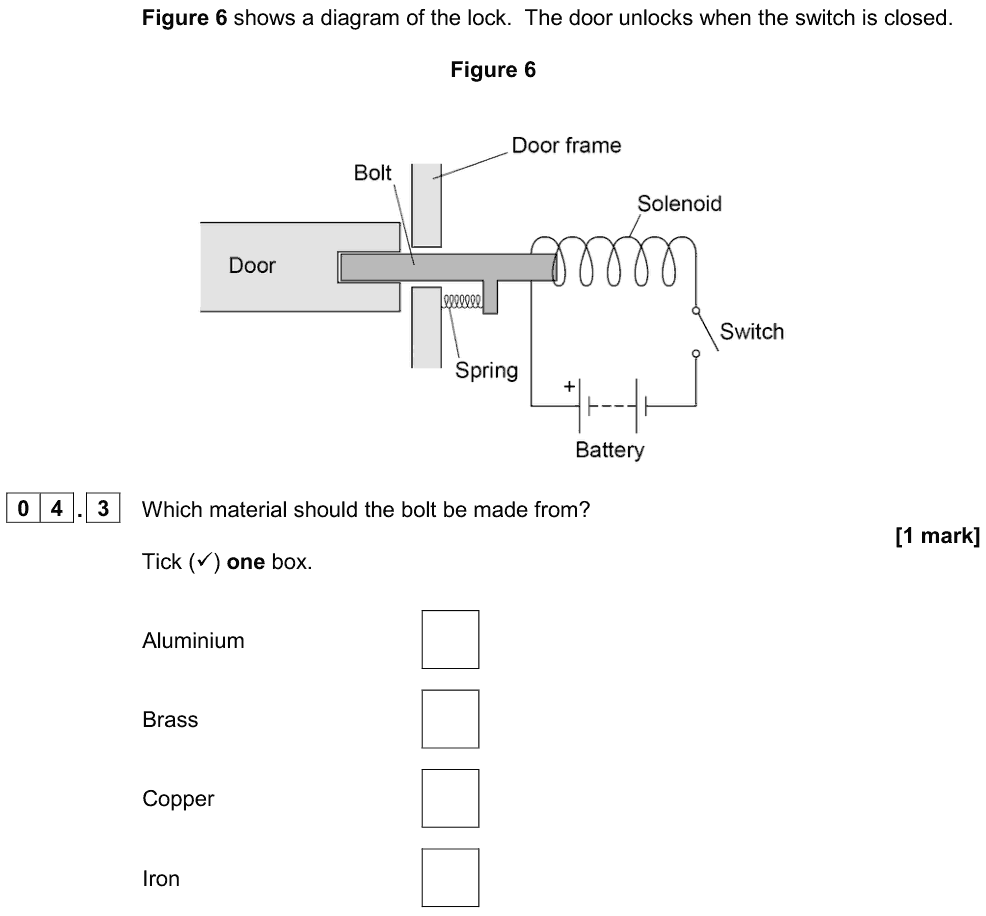 Figure 6 shows a diagram of the lock. The door unlocks when the switch is closed.
Figure 6
Door frame
Bolt
Solenoid
Door
Switch
Spring
+
Battery
0 4 . 3 Which material should the bolt be made from?
[1 mark]
Tick (✓) one box.
Aluminium
Brass
Copper
Iron